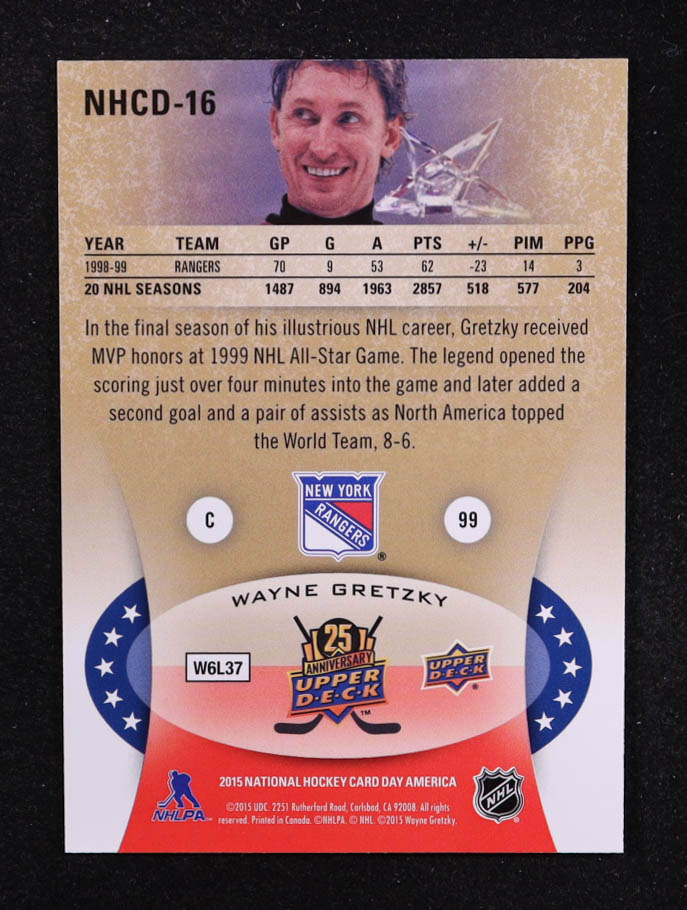 NHCD-16
YEAR TEAM GP G A PTS +/- PIM PPG
1998-99 RANGERS 70 9 53 62 -23 14 3
20 NHL SEASONS 1487 894 1963 2857 518 577 204
In the final season of his illustrious NHL career, Gretzky received
MVP honors at 1999 NHL All-Star Game. The legend opened the
scoring just over four minutes into the game and later added a
second goal and a pair of assists as North America topped
the World Team, 8-6.
C
NEW YORK
RANGERS
®
99
WAYNE GRETZKY
W6L37
25
ANNIVERSARY
UPPER
D·E·C·K
™
UPPER
D·E·C·K
®
2015 NATIONAL HOCKEY CARD DAY AMERICA
NHLPA
©2015 UDC. 2251 Rutherford Road, Carlsbad, CA 92008. All rights
reserved. Printed in Canada. ©NHLPA. © NHL. ©2015 Wayne Gretzky.
NHL